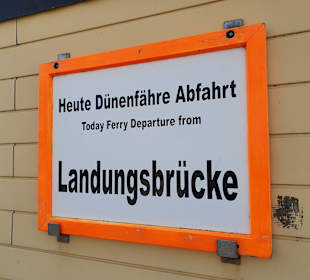 Heute Dünenfähre Abfahrt
Today Ferry Departure from
Landungsbrücke